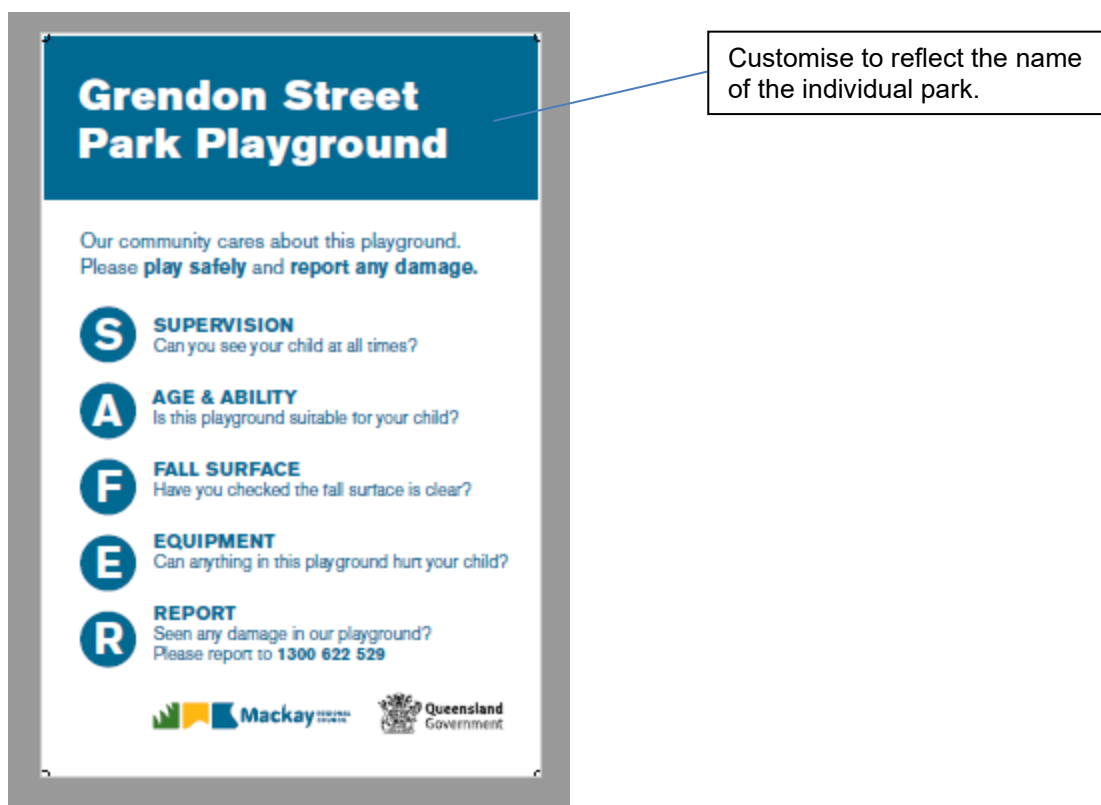 Grendon Street
Park Playground
Customise to reflect the name
of the individual park.
Our community cares about this playground.
Please play safely and report any damage.
S
SUPERVISION
Can you see your child at all times?
A
AGE & ABILITY
Is this playground suitable for your child?
F
FALL SURFACE
Have you checked the fall surface is clear?
E
EQUIPMENT
Can anything in this playground hurt your child?
R
REPORT
Seen any damage in our playground?
Please report to 1300 622 529
Mackay REGIONAL COUNCIL
Queensland
Government